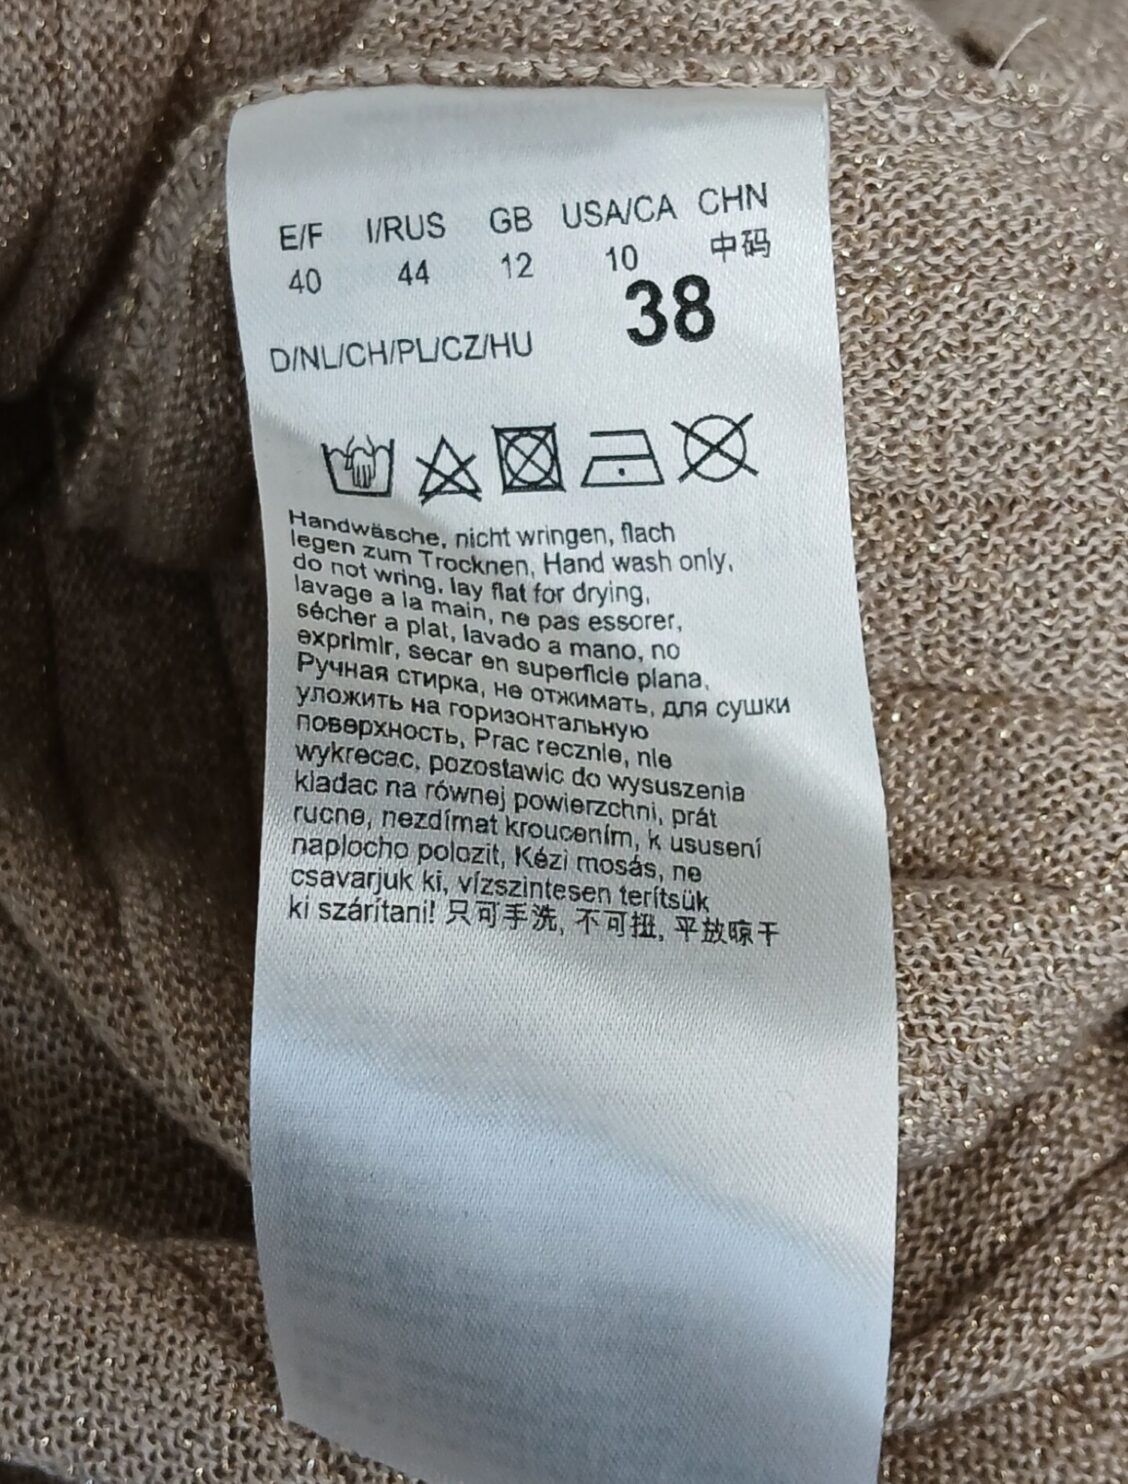 E/F I/RUS GB USA/CA CHN
40 44 12 10 中码
D/NL/CH/PL/CZ/HU 38
Handwäsche, nicht wringen, flach
legen zum Trocknen, Hand wash only,
do not wring, lay flat for drying,
lavage a la main, ne pas essorer,
sécher a plat, lavado a mano, no
exprimir, secar en superficie plana,
Ручная стирка, не отжимать, для сушки
уложить на горизонтальную
поверхность, Prac recznie, nie
wykrecac, pozostawic do wysuszenia
kladac na równej powierzchni, prát
rucne, nezdímat kroucením, k ususení
naplocho polozit, Kézi mosás, ne
csavarjuk ki, vízszintesen terítsük
ki szárítani! 只可手洗, 不可扭, 平放晾干